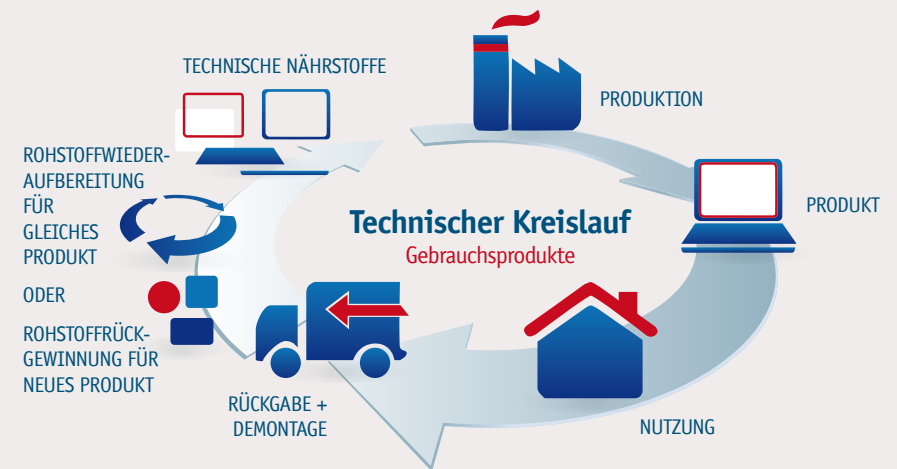 TECHNISCHE NÄHRSTOFFE
PRODUKTION
ROHSTOFFWIEDER-
AUFBEREITUNG
FÜR
GLEICHES
PRODUKT
ODER
ROHSTOFFRÜCK-
GEWINNUNG FÜR
NEUES PRODUKT
Technischer Kreislauf
Gebrauchsprodukte
PRODUKT
RÜCKGABE +
DEMONTAGE
NUTZUNG